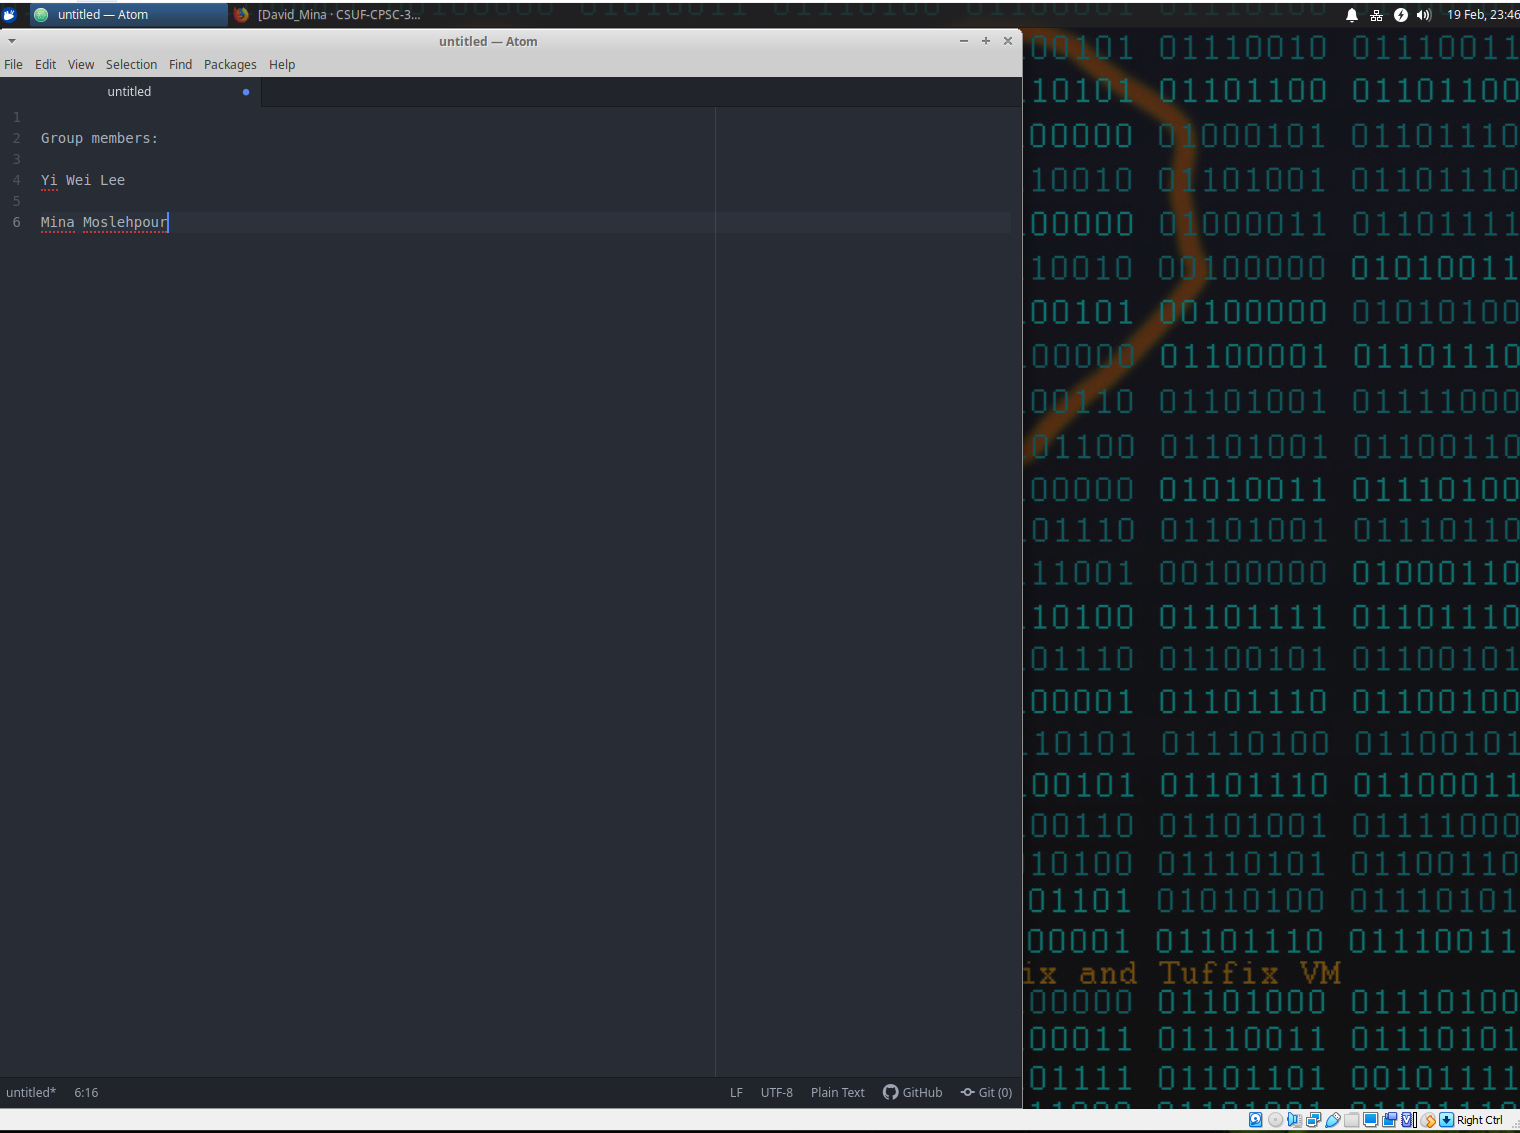 untitled — Atom
[David_Mina · CSUF-CPSC-3...
19 Feb, 23:46
untitled — Atom
File Edit View Selection Find Packages Help
untitled
1
2 Group members:
3
4 Yi Wei Lee
5
6 Mina Moslehpour
untitled* 6:16 LF UTF-8 Plain Text GitHub Git (0)
00101 01110010 01110011
10101 01101100 01101100
00000 01000101 01101110
10010 01101001 01101110
00000 01000011 01101111
10010 00100000 01010011
00101 00100000 01010100
00000 01100001 01101110
00110 01101001 01111000
01100 01101001 01100110
00000 01010011 01110100
01110 01101001 01110110
11001 00100000 01000110
10100 01101111 01101110
01110 01100101 01100101
00001 01101110 01100100
10101 01110100 01100101
00101 01101110 01100011
00110 01101001 01111000
10100 01110101 01100110
01101 01010100 01110101
00001 01101110 01110011
ix and Tuffix VM
00000 01101000 01110100
00011 01110011 01110101
01111 01101101 00101111
Right Ctrl